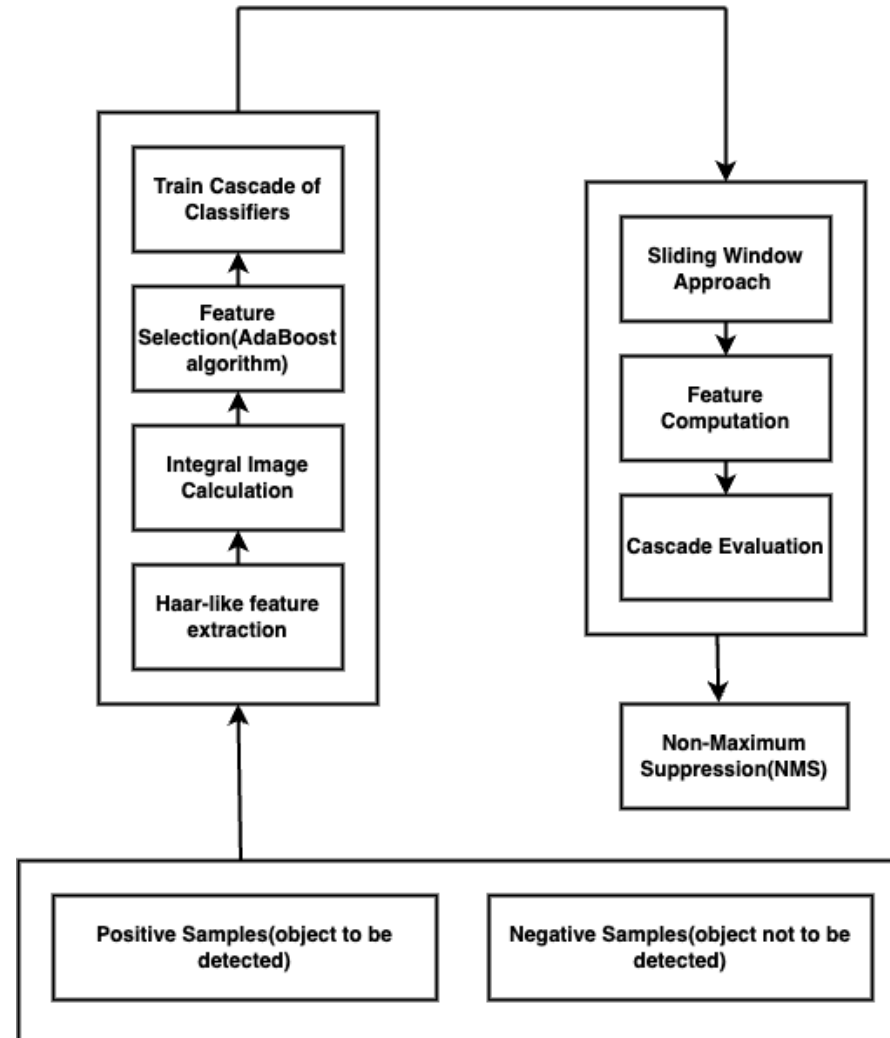 Train Cascade of
Classifiers
Feature
Selection(AdaBoost
algorithm)
Integral Image
Calculation
Haar-like feature
extraction
Sliding Window
Approach
Feature
Computation
Cascade Evaluation
Non-Maximum
Suppression(NMS)
Positive Samples(object to be
detected)
Negative Samples(object not to be
detected)